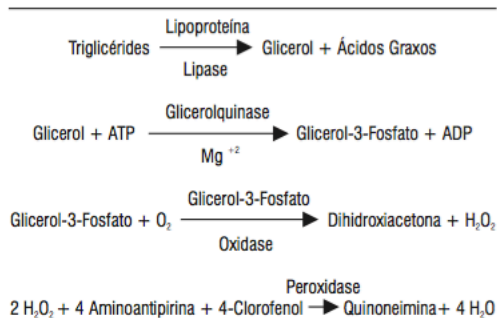 Lipoproteína
Triglicérides → Glicerol + Ácidos Graxos
Lipase
Glicerolquinase
Glicerol + ATP → Glicerol-3-Fosfato + ADP
Mg⁺²
Glicerol-3-Fosfato
Glicerol-3-Fosfato + O₂ → Dihidroxiacetona + H₂O₂
Oxidase
Peroxidase
2 H₂O₂ + 4 Aminoantipirina + 4-Clorofenol → Quinoneimina + 4 H₂O